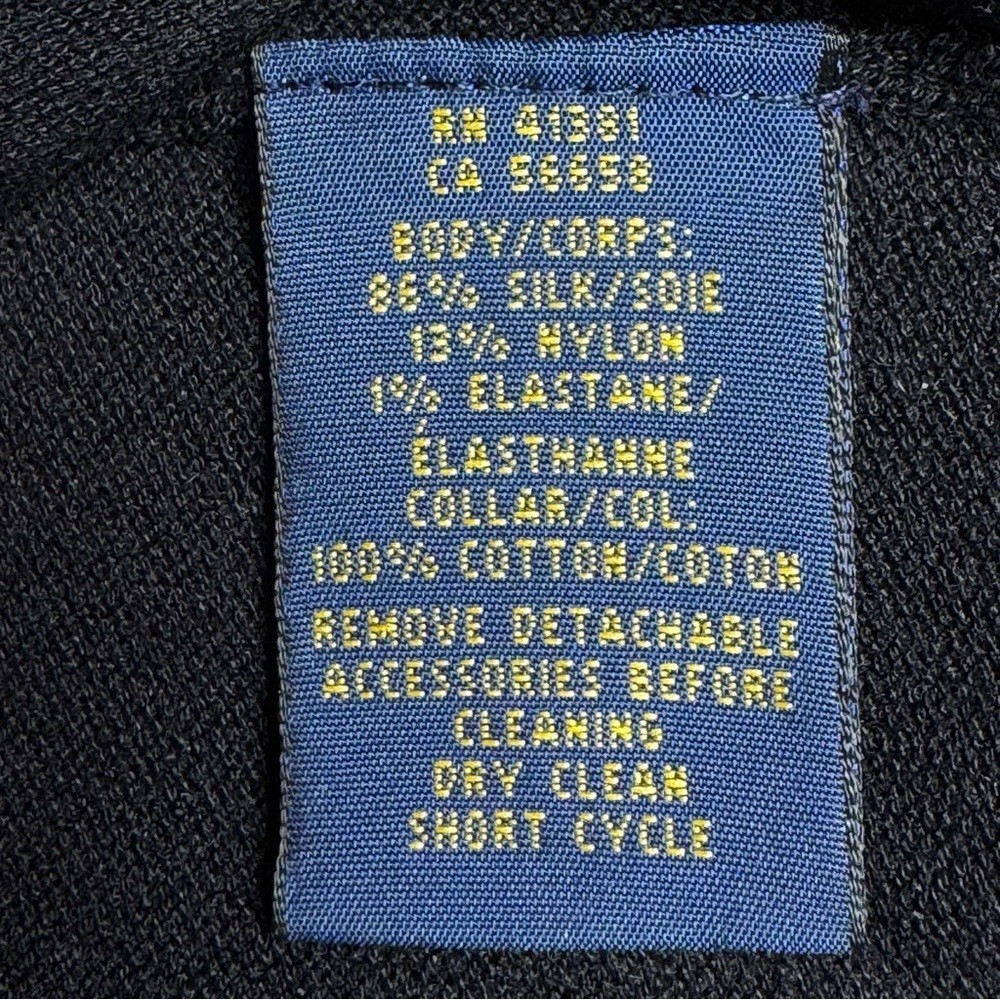 RN 41381
CA 56658
BODY/CORPS:
86% SILK/SOIE
13% NYLON
1% ELASTANE/
ÉLASTHANNE
COLLAR/COL:
100% COTTON/COTON
REMOVE DETACHABLE
ACCESSORIES BEFORE
CLEANING
DRY CLEAN
SHORT CYCLE